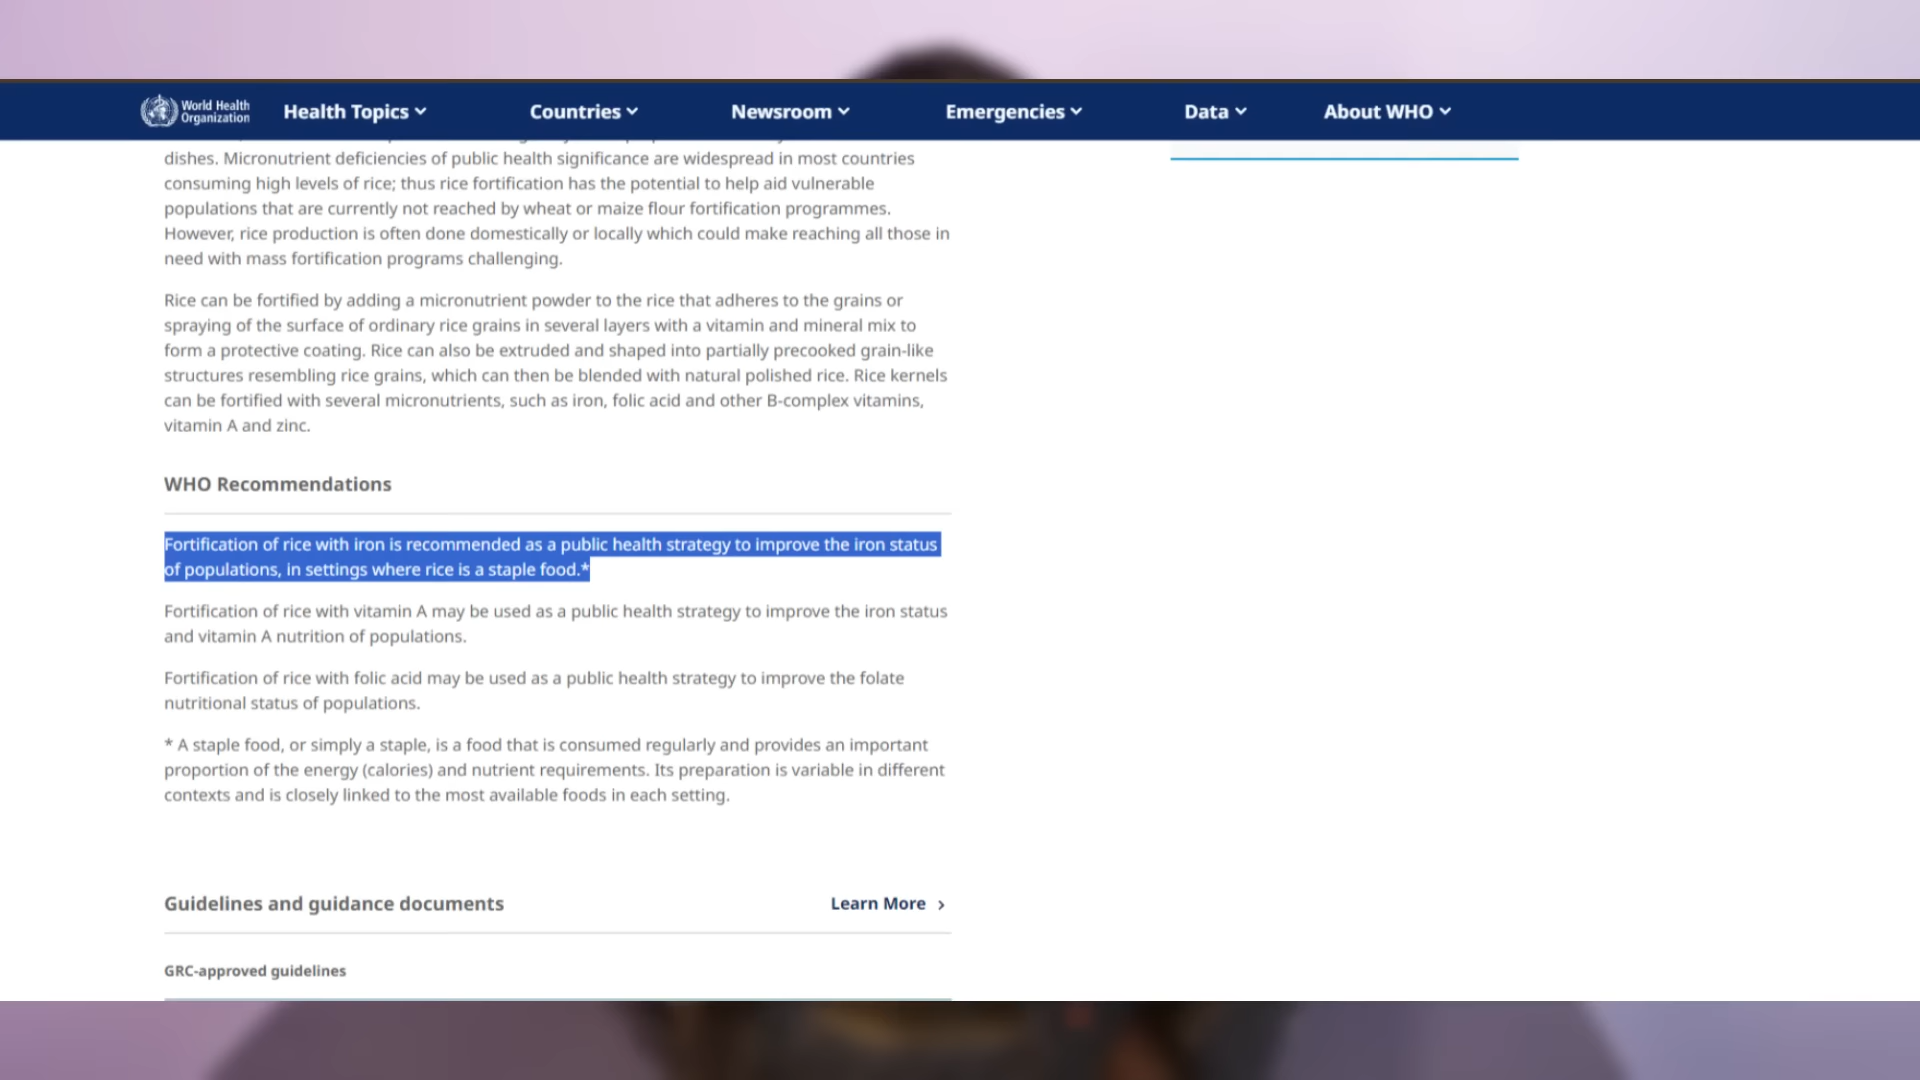 World Health
Organization
Health Topics
Countries
Newsroom
Emergencies
Data
About WHO
dishes. Micronutrient deficiencies of public health significance are widespread in most countries
consuming high levels of rice; thus rice fortification has the potential to help aid vulnerable
populations that are currently not reached by wheat or maize flour fortification programmes.
However, rice production is often done domestically or locally which could make reaching all those in
need with mass fortification programs challenging.
Rice can be fortified by adding a micronutrient powder to the rice that adheres to the grains or
spraying of the surface of ordinary rice grains in several layers with a vitamin and mineral mix to
form a protective coating. Rice can also be extruded and shaped into partially precooked grain-like
structures resembling rice grains, which can then be blended with natural polished rice. Rice kernels
can be fortified with several micronutrients, such as iron, folic acid and other B-complex vitamins,
vitamin A and zinc.
WHO Recommendations
Fortification of rice with iron is recommended as a public health strategy to improve the iron status
of populations, in settings where rice is a staple food.*
Fortification of rice with vitamin A may be used as a public health strategy to improve the iron status
and vitamin A nutrition of populations.
Fortification of rice with folic acid may be used as a public health strategy to improve the folate
nutritional status of populations.
* A staple food, or simply a staple, is a food that is consumed regularly and provides an important
proportion of the energy (calories) and nutrient requirements. Its preparation is variable in different
contexts and is closely linked to the most available foods in each setting.
Guidelines and guidance documents
Learn More
GRC-approved guidelines